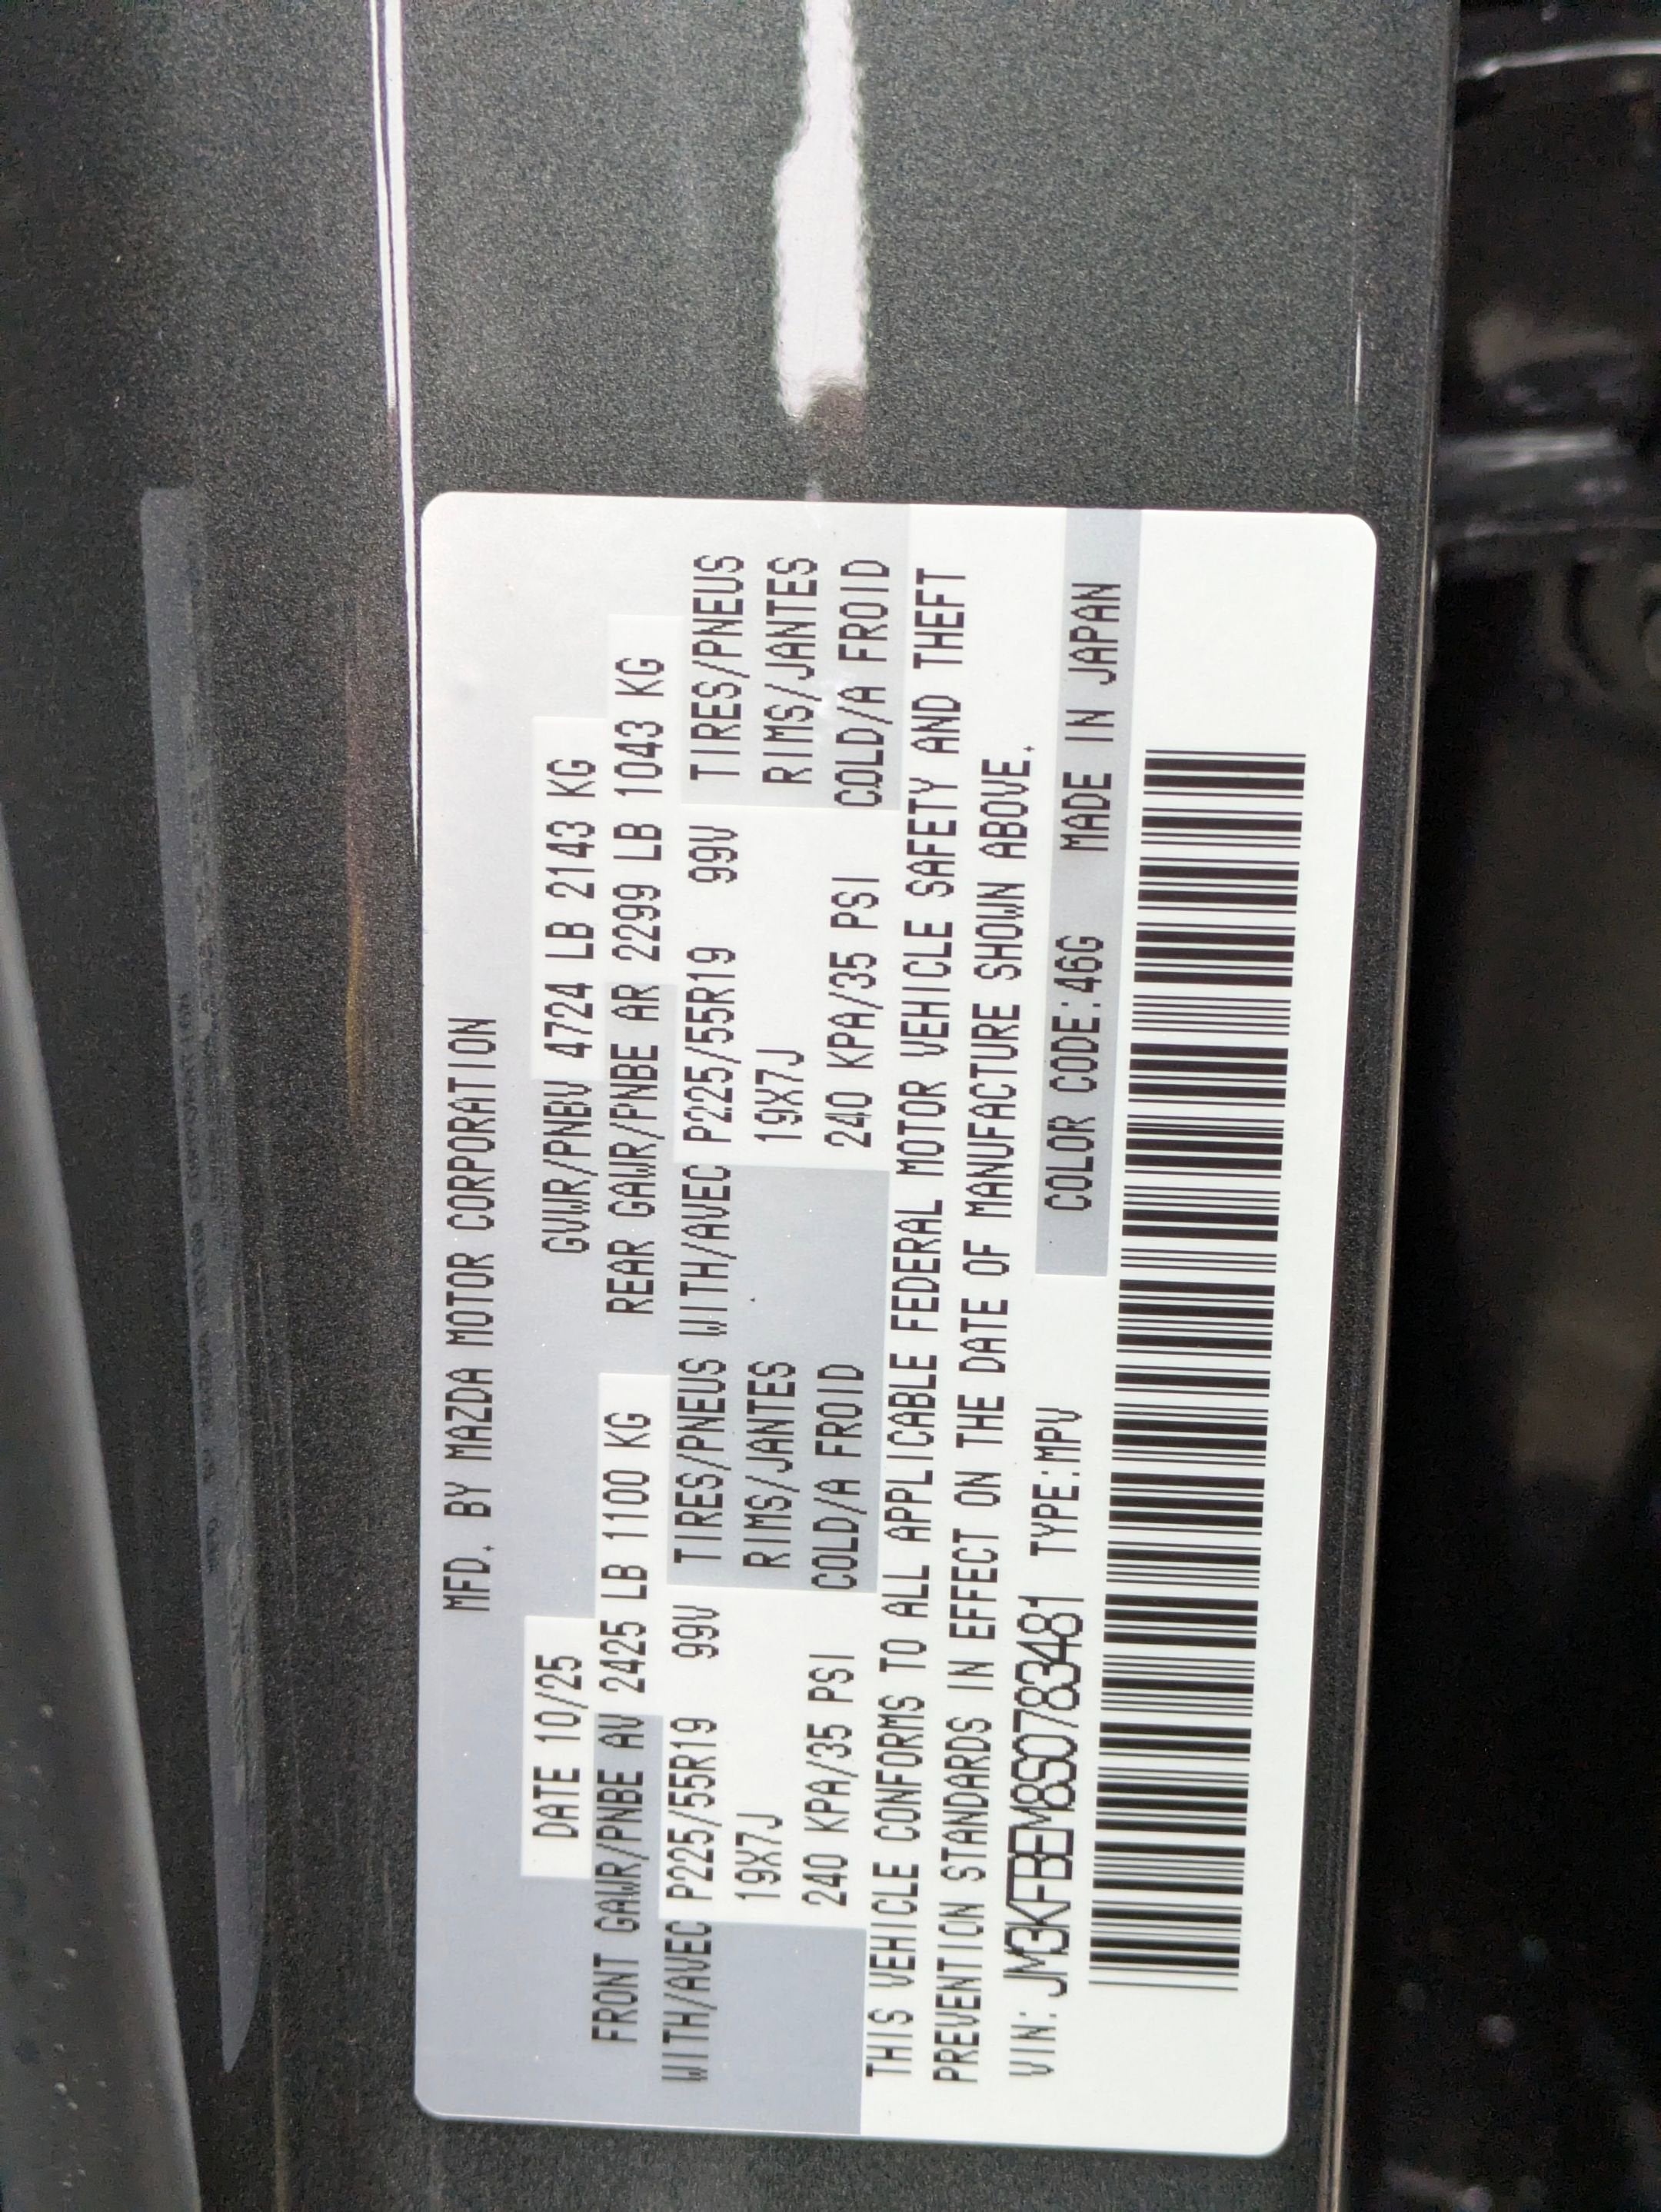 MFD. BY MAZDA MOTOR CORPORATION
DATE 10/25 GVWR/PNBV 4724 LB 2143 KG
FRONT GAWR/PNBE AV 2425 LB 1100 KG REAR GAWR/PNBE AR 2299 LB 1043 KG
WITH/AVEC P225/55R19 99V TIRES/PNEUS WITH/AVEC P225/55R19 99V TIRES/PNEUS
19X7J RIMS/JANTES 19X7J RIMS/JANTES
240 KPA/35 PSI COLD/A FROID 240 KPA/35 PSI COLD/A FROID
THIS VEHICLE CONFORMS TO ALL APPLICABLE FEDERAL MOTOR VEHICLE SAFETY AND THEFT
PREVENTION STANDARDS IN EFFECT ON THE DATE OF MANUFACTURE SHOWN ABOVE.
VIN: JM3KFBEM8S0783481 TYPE:MPV COLOR CODE:46G MADE IN JAPAN